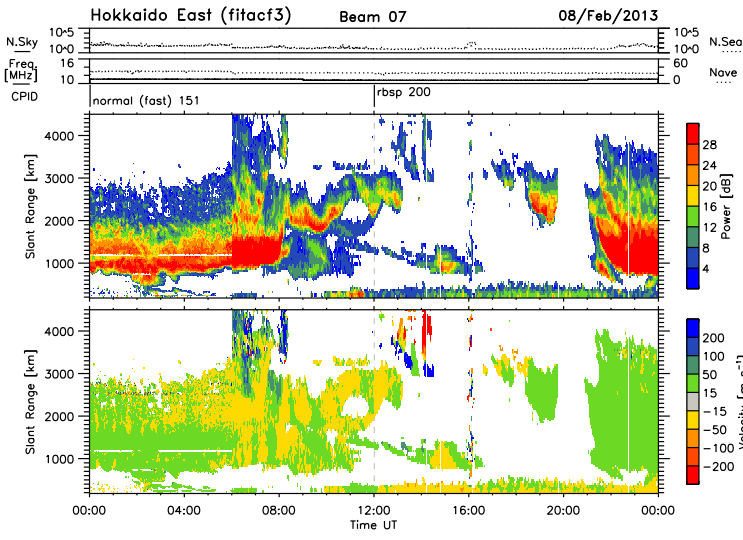 Hokkaido East (fitacf3) Beam 07 08/Feb/2013
N.Sky 10^5 10^0 10^5 10^0 N.Sea
Freq. [MHz] 16 10 60 0 Nave
CPID normal (fast) 151 rbsp 200
4000
3000
2000
1000
Slant Range [km]
28
24
20
16
12
8
4
Power [dB]
4000
3000
2000
1000
Slant Range [km]
200
100
50
15
-15
-50
-100
-200
Velocity [m s^-1]
00:00 04:00 08:00 12:00 16:00 20:00 00:00
Time UT